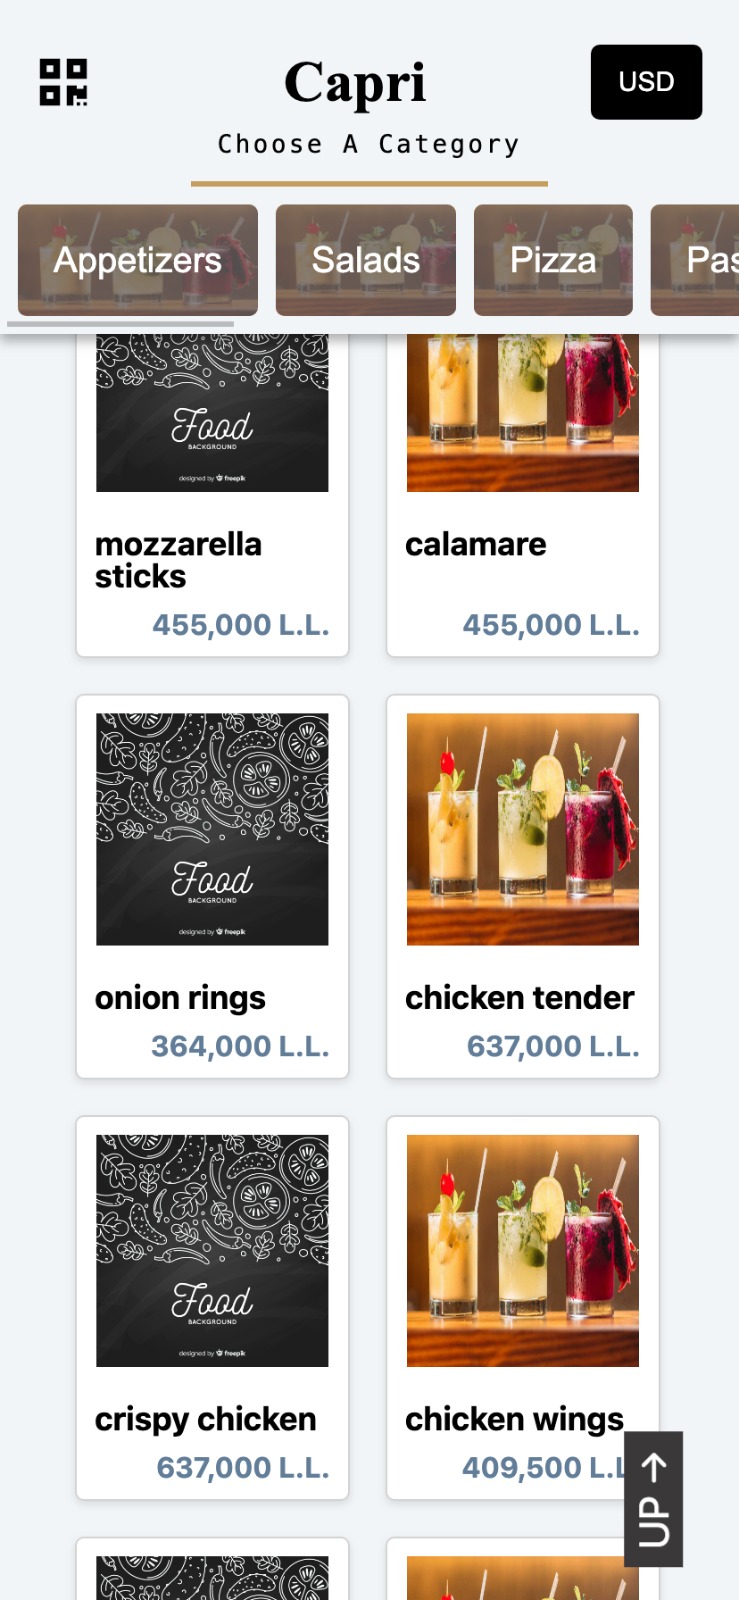 Capri
USD
Choose A Category
Appetizers
Salads
Pizza
Pas
Food
BACKGROUND
designed by freepik
mozzarella
sticks
455,000 L.L.
calamare
455,000 L.L.
Food
BACKGROUND
designed by freepik
onion rings
364,000 L.L.
chicken tender
637,000 L.L.
Food
BACKGROUND
designed by freepik
crispy chicken
637,000 L.L.
chicken wings
409,500 L.L
UP →